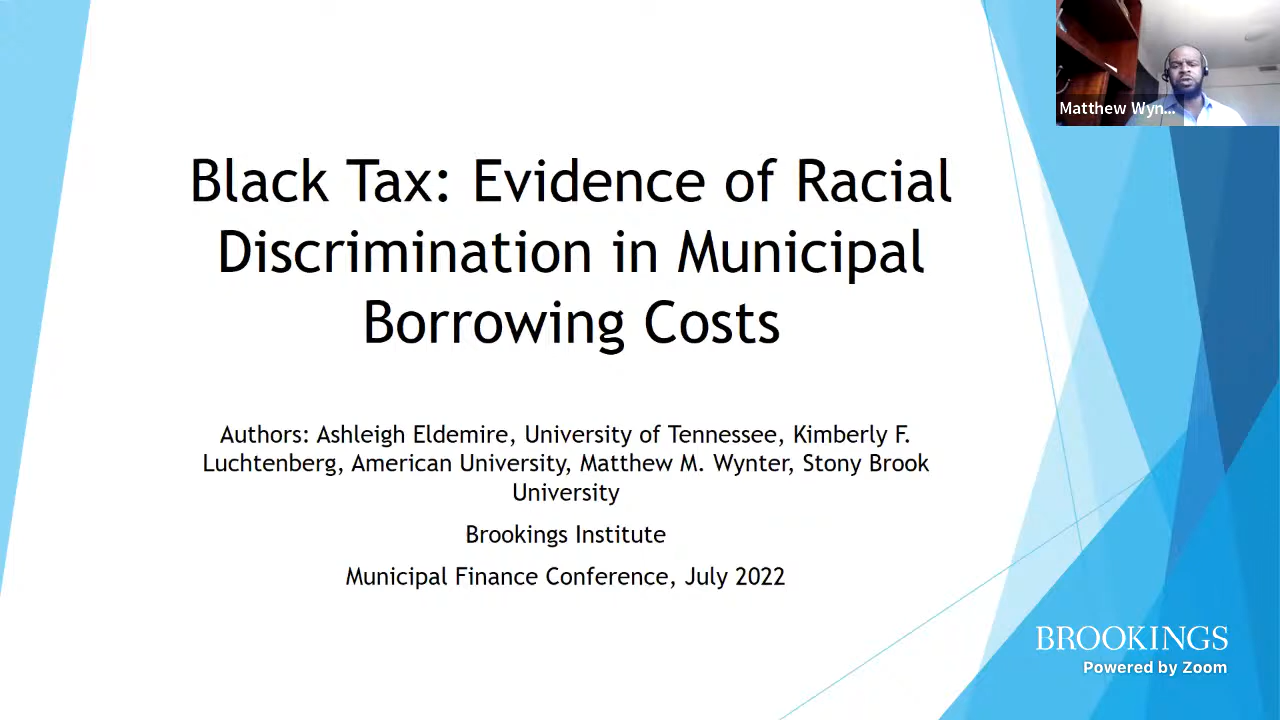 Matthew Wyn...
Black Tax: Evidence of Racial
Discrimination in Municipal
Borrowing Costs
Authors: Ashleigh Eldemire, University of Tennessee, Kimberly F.
Luchtenberg, American University, Matthew M. Wynter, Stony Brook
University
Brookings Institute
Municipal Finance Conference, July 2022
BROOKINGS
Powered by Zoom